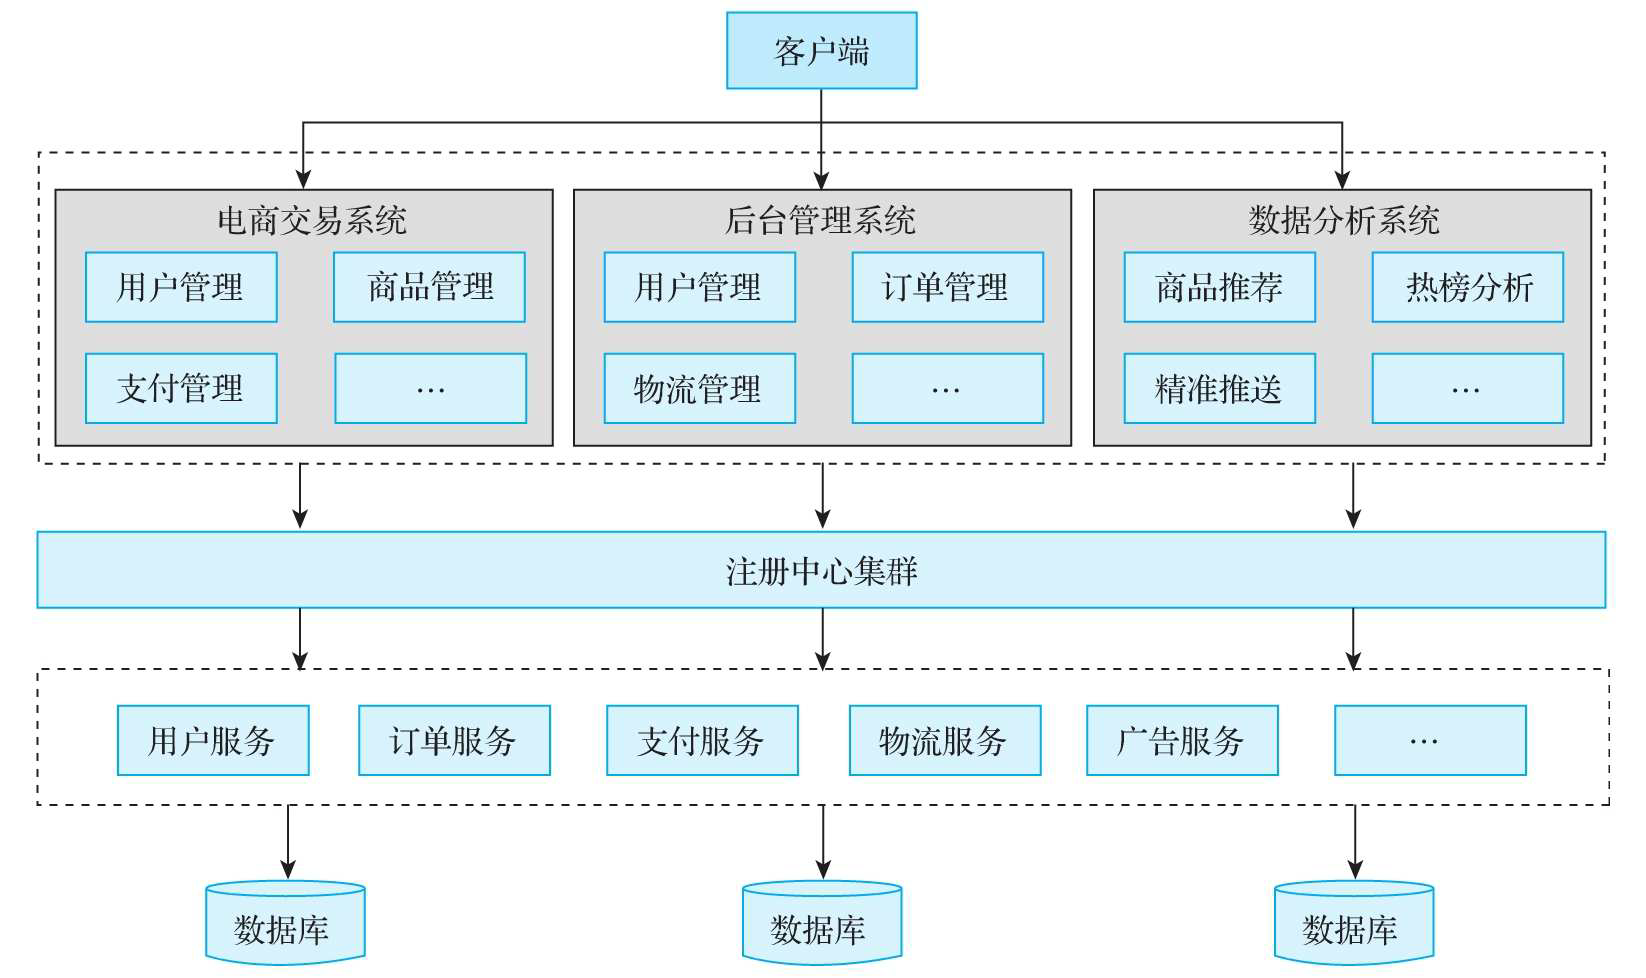 客户端
电商交易系统
用户管理
商品管理
支付管理
…
后台管理系统
用户管理
订单管理
物流管理
…
数据分析系统
商品推荐
热榜分析
精准推送
…
注册中心集群
用户服务
订单服务
支付服务
物流服务
广告服务
…
数据库
数据库
数据库